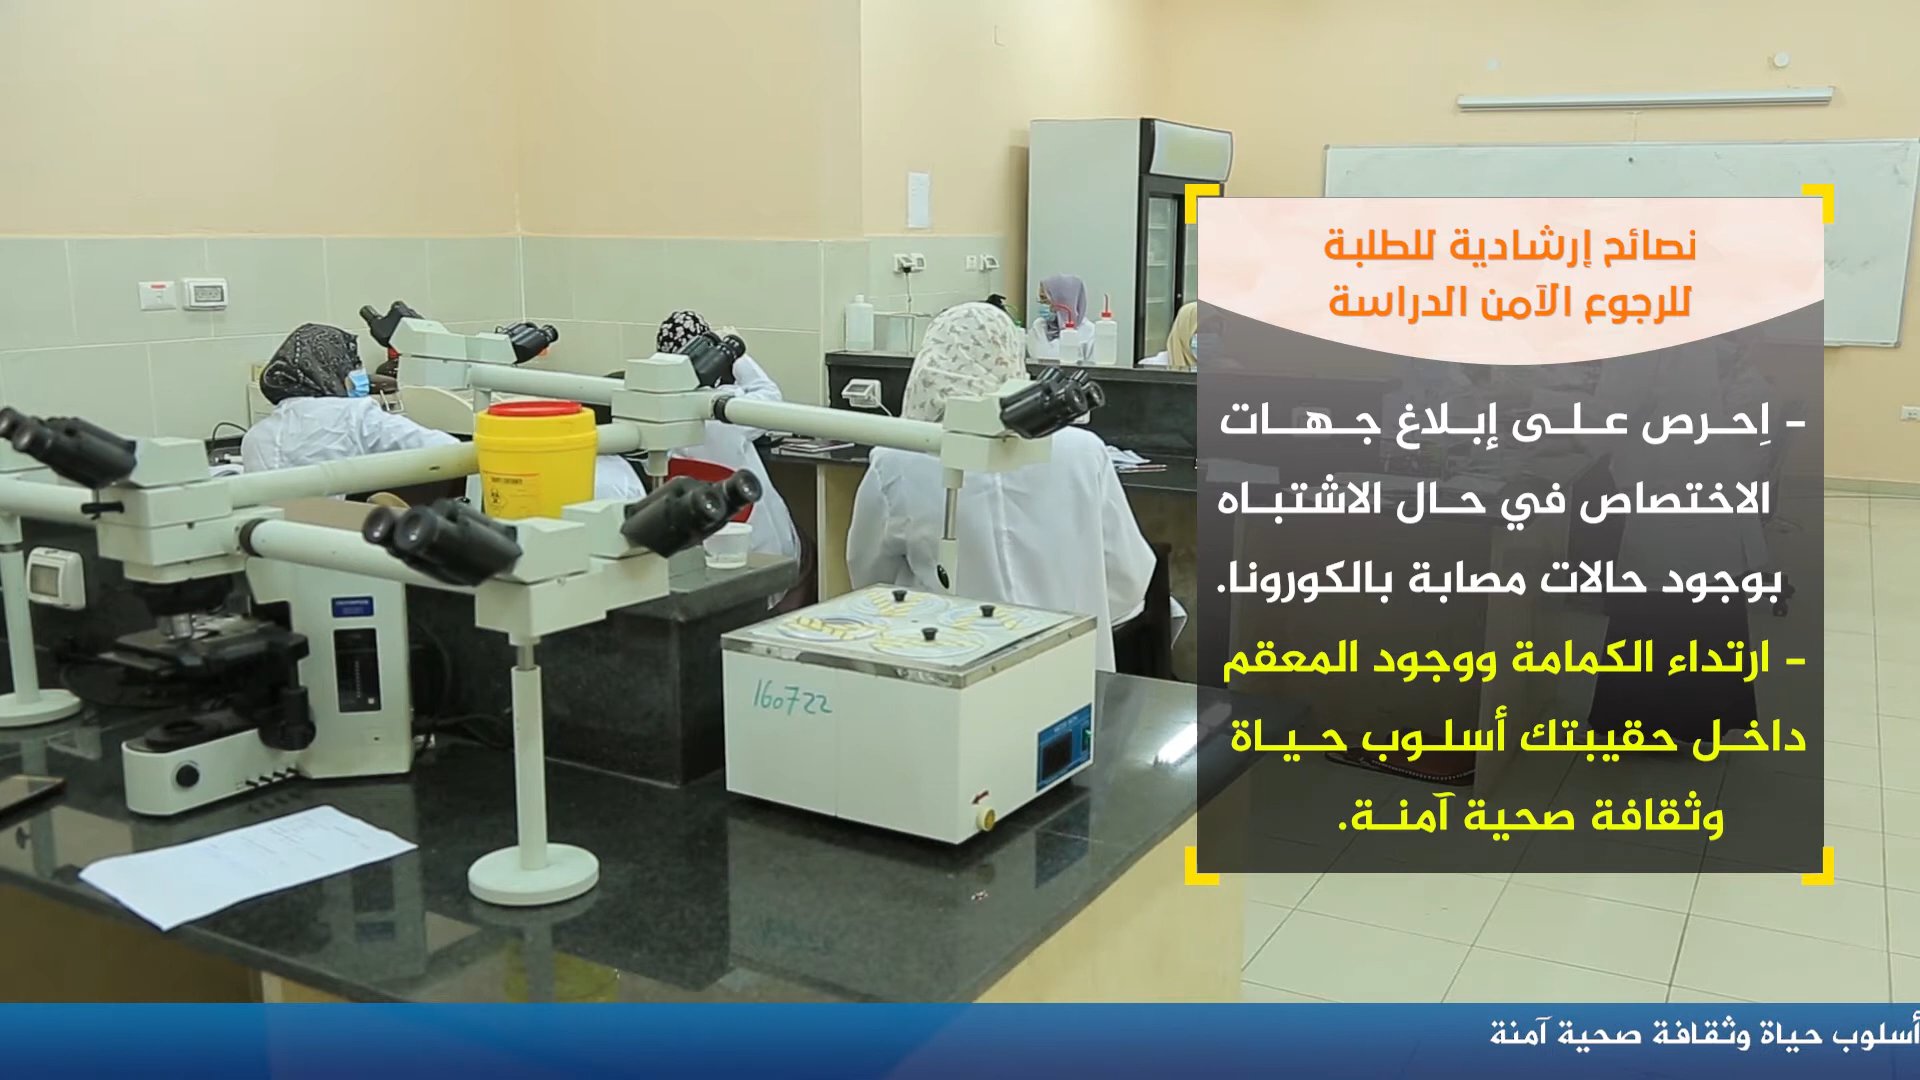 نصائح إرشادية للطلبة
للرجوع الآمن الدراسة
- اِحـرص عـلـى إبـلاغ جـهـات
الاختصاص في حـال الاشتبـاه
بوجود حالات مصابة بالكورونا.
- ارتداء الكمامة ووجود المعقم
داخـل حقيبتك أسلـوب حـيـاة
وثقافة صحية آمنـة.
160722
أسلوب حياة وثقافة صحية آمنة